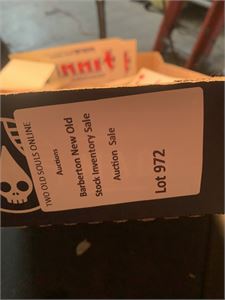 TWO OLD SOULS ONLINE
Auctions
Barberton New Old
Stock Inventory Sale
Auction Sale
Lot 972